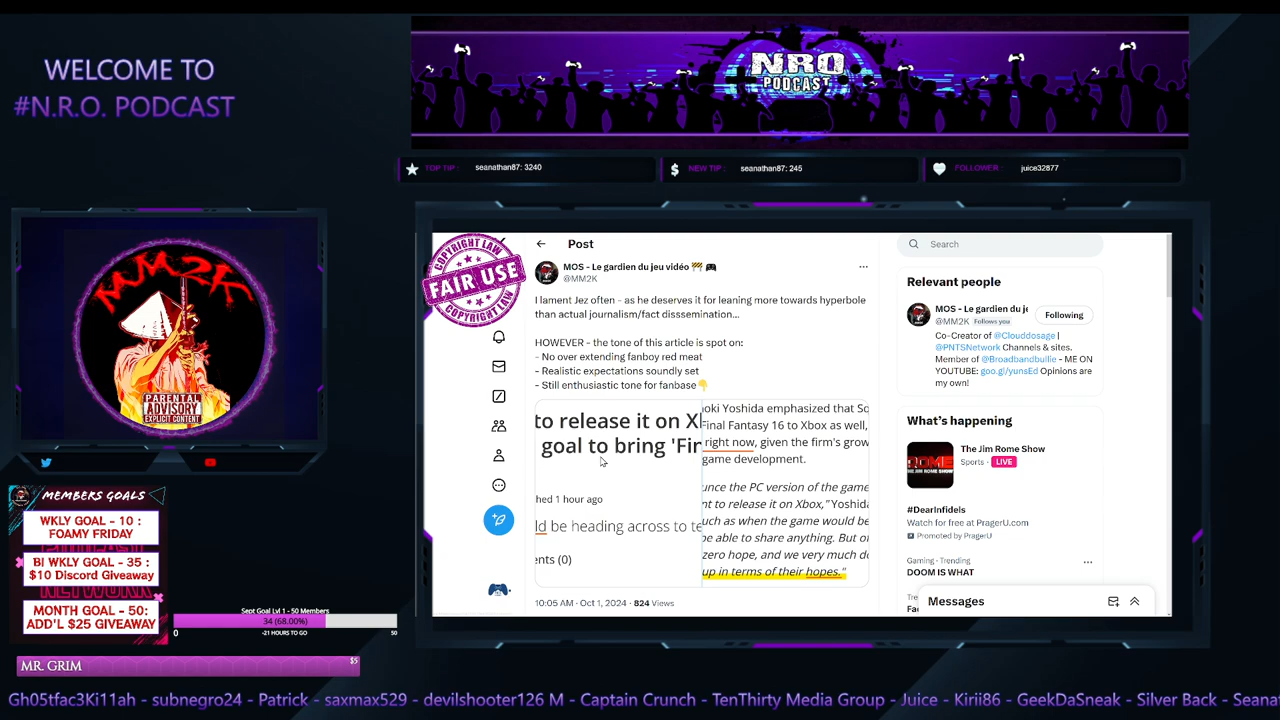 WELCOME TO
#N.R.O. PODCAST
NRO
PODCAST
TOP TIP : seanathan87: 3240
$ NEW TIP : seanathan87: 245
FOLLOWER : juice32877
MM2K
PARENTAL
ADVISORY
EXPLICIT CONTENT
COPYRIGHT LAW
FAIR USE
COPYRIGHT LAW
Post
MOS - Le gardien du jeu vidéo 🚧 🎮
@MM2K
I lament Jez often - as he deserves it for leaning more towards hyperbole
than actual journalism/fact disssemination...
HOWEVER - the tone of this article is spot on:
- No over extending fanboy red meat
- Realistic expectations soundly set
- Still enthusiastic tone for fanbase👇
to release it on X
goal to bring 'Fir
hed 1 hour ago
ld be heading across to te
ents (0)
oki Yoshida emphasized that Sq
Final Fantasy 16 to Xbox as well,
right now, given the firm's grow
game development.
unce the PC version of the game
nt to release it on Xbox," Yoshida
uch as when the game would be
be able to share anything. But of
zero hope, and we very much do
up in terms of their hopes."
10:05 AM · Oct 1, 2024 · 824 Views
Search
Relevant people
MOS - Le gardien du je
@MM2K Follows you
Following
Co-Creator of @Clouddosage |
@PNTSNetwork Channels & sites.
Member of @Broadbandbullie - ME ON
YOUTUBE: goo.gl/yunsEd Opinions are
my own!
What's happening
The Jim Rome Show
Sports · LIVE
#DearInfidels
Watch for free at PragerU.com
Promoted by PragerU
Gaming · Trending
DOOM IS WHAT
Messages
MEMBERS GOALS
WKLY GOAL - 10 :
FOAMY FRIDAY
BI WKLY GOAL - 35 :
$10 Discord Giveaway
NETWORK
MONTH GOAL - 50:
ADD'L $25 GIVEAWAY
Sept Goal Lvl 1 - 50 Members
34 (68.00%)
0
-21 HOURS TO GO
50
MR. GRIM
$5
Gh05tfac3Ki11ah - subnegro24 - Patrick - saxmax529 - devilshooter126 M - Captain Crunch - TenThirty Media Group - Juice - Kirii86 - GeekDaSneak - Silver Back - Seana